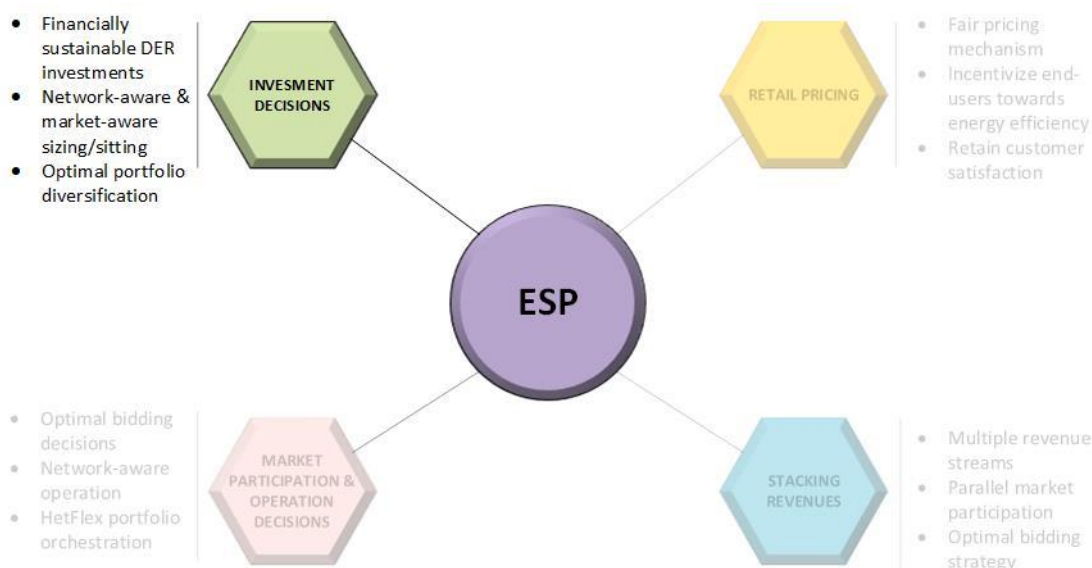 • Financially
sustainable DER
investments
• Network-aware &
market-aware
sizing/sitting
• Optimal portfolio
diversification
INVESMENT
DECISIONS
RETAIL PRICING
• Fair pricing
mechanism
• Incentivize end-
users towards
energy efficiency
• Retain customer
satisfaction
ESP
• Optimal bidding
decisions
• Network-aware
operation
• HetFlex portfolio
orchestration
MARKET
PARTICIPATION &
OPERATION
DECISIONS
STACKING
REVENUES
• Multiple revenue
streams
• Parallel market
participation
• Optimal bidding
strategy